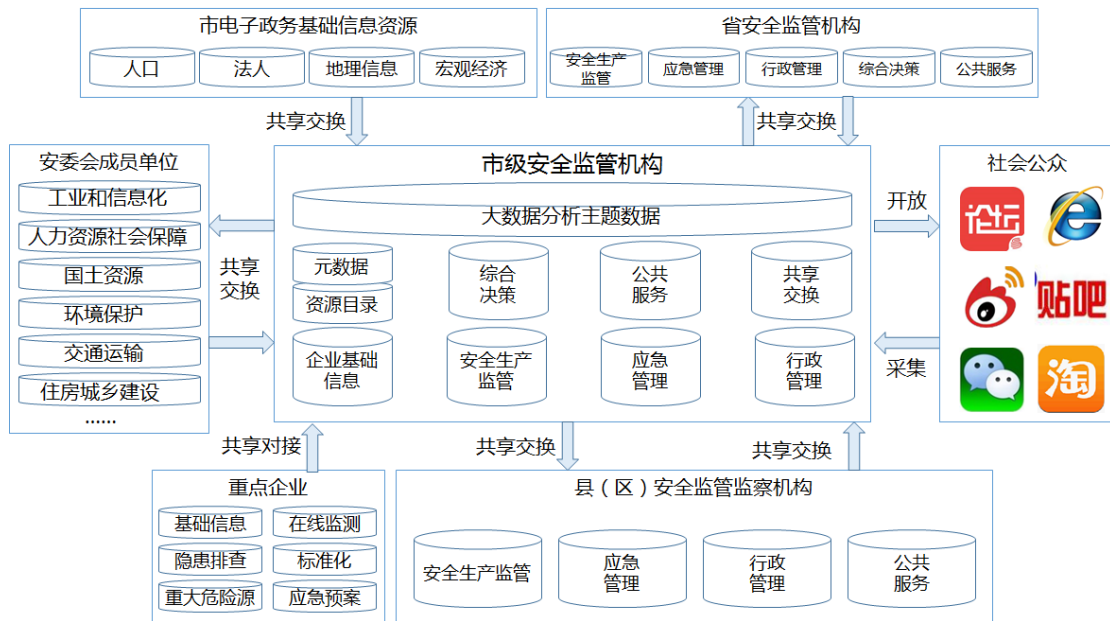 市电子政务基础信息资源
人口
法人
地理信息
宏观经济
省安全监管机构
安全生产
监管
应急管理
行政管理
综合决策
公共服务
共享交换
共享交换
安委会成员单位
工业和信息化
人力资源社会保障
国土资源
环境保护
交通运输
住房城乡建设
......
共享
交换
市级安全监管机构
大数据分析主题数据
元数据
资源目录
综合
决策
公共
服务
共享
交换
企业基础
信息
安全生产
监管
应急
管理
行政
管理
开放
采集
社会公众
论坛
贴吧
淘
共享对接
共享交换
共享交换
重点企业
基础信息
在线监测
隐患排查
标准化
重大危险源
应急预案
县（区）安全监管监察机构
安全生产监管
应急
管理
行政
管理
公共
服务